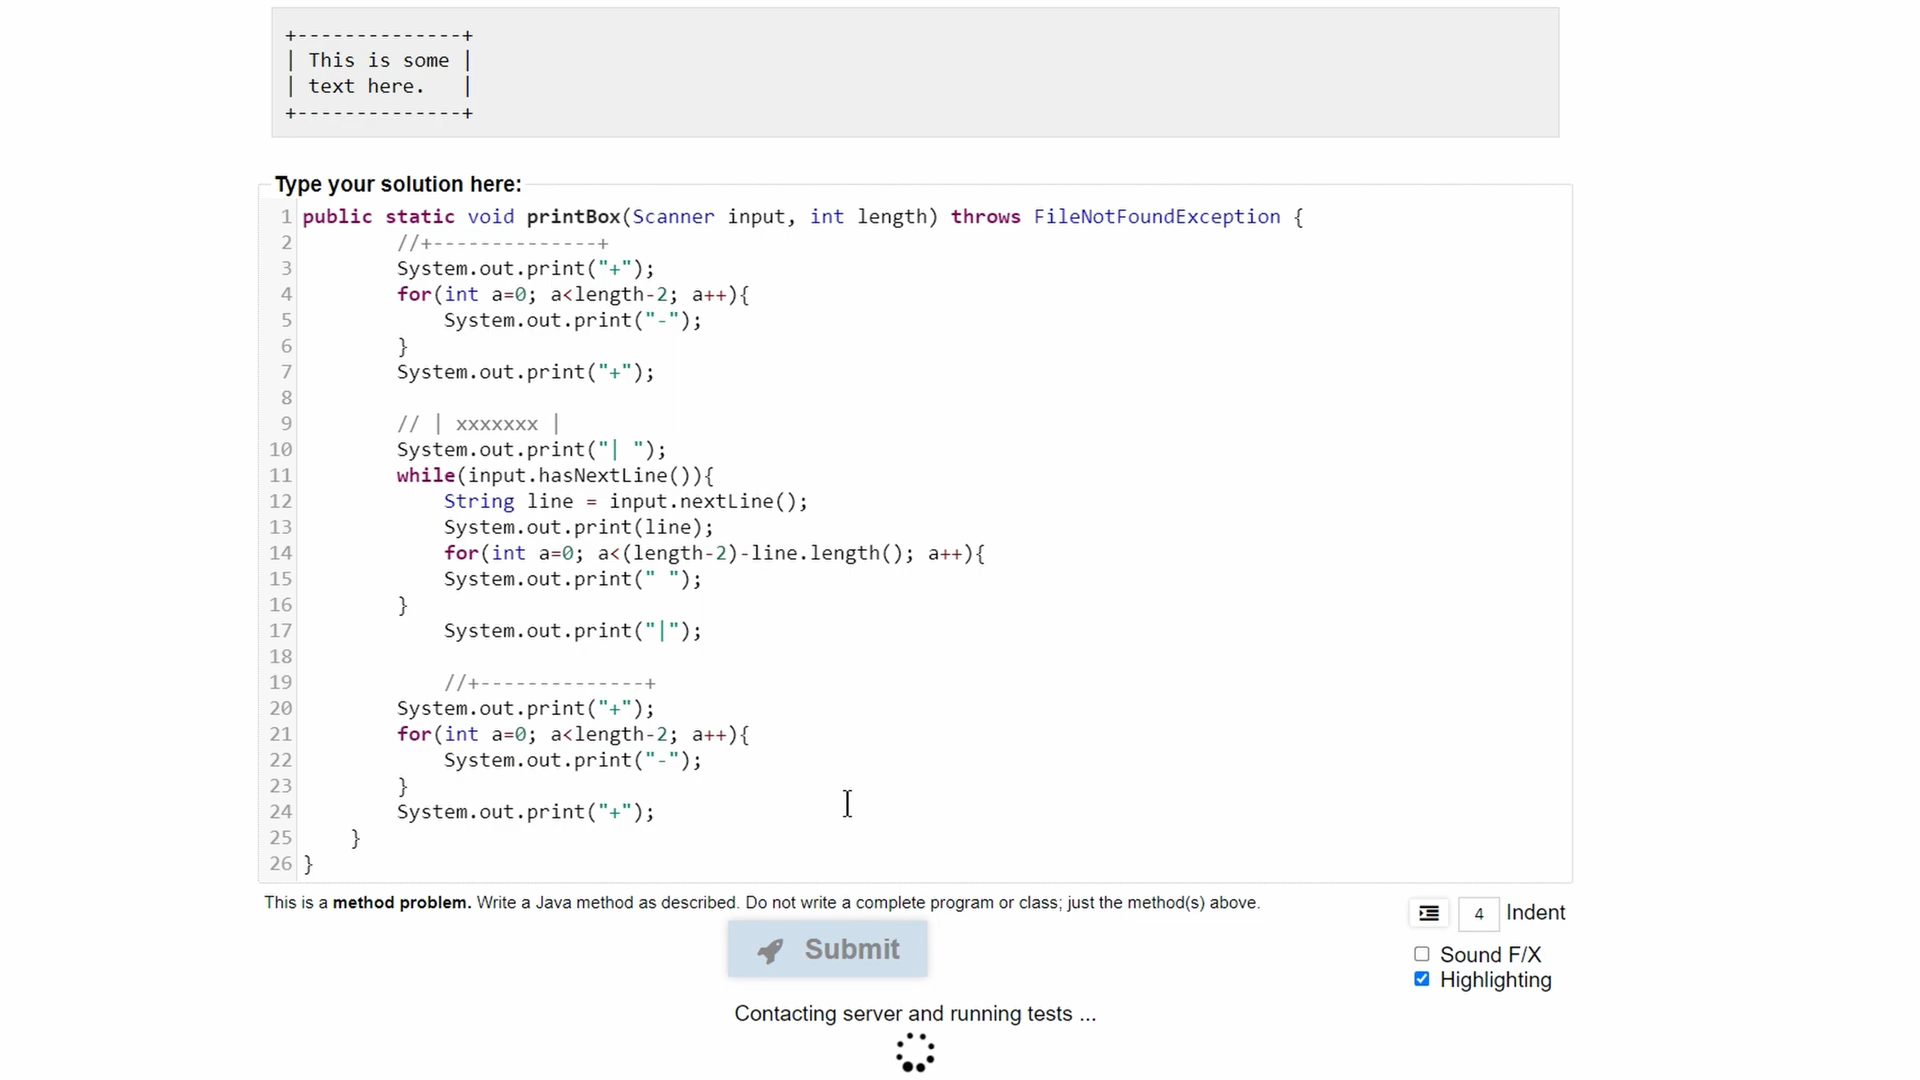 +--------------+
| This is some |
| text here.   |
+--------------+
Type your solution here:
1 public static void printBox(Scanner input, int length) throws FileNotFoundException {
2         //+--------------+
3         System.out.print("+");
4         for(int a=0; a<length-2; a++){
5             System.out.print("-");
6         }
7         System.out.print("+");
8
9         // | xxxxxxx |
10         System.out.print("| ");
11         while(input.hasNextLine()){
12             String line = input.nextLine();
13             System.out.print(line);
14             for(int a=0; a<(length-2)-line.length(); a++){
15             System.out.print(" ");
16         }
17             System.out.print("|");
18
19             //+--------------+
20         System.out.print("+");
21         for(int a=0; a<length-2; a++){
22             System.out.print("-");
23         }
24         System.out.print("+");
25     }
26 }
This is a method problem. Write a Java method as described. Do not write a complete program or class; just the method(s) above.
4 Indent
Submit
Sound F/X
Highlighting
Contacting server and running tests ...